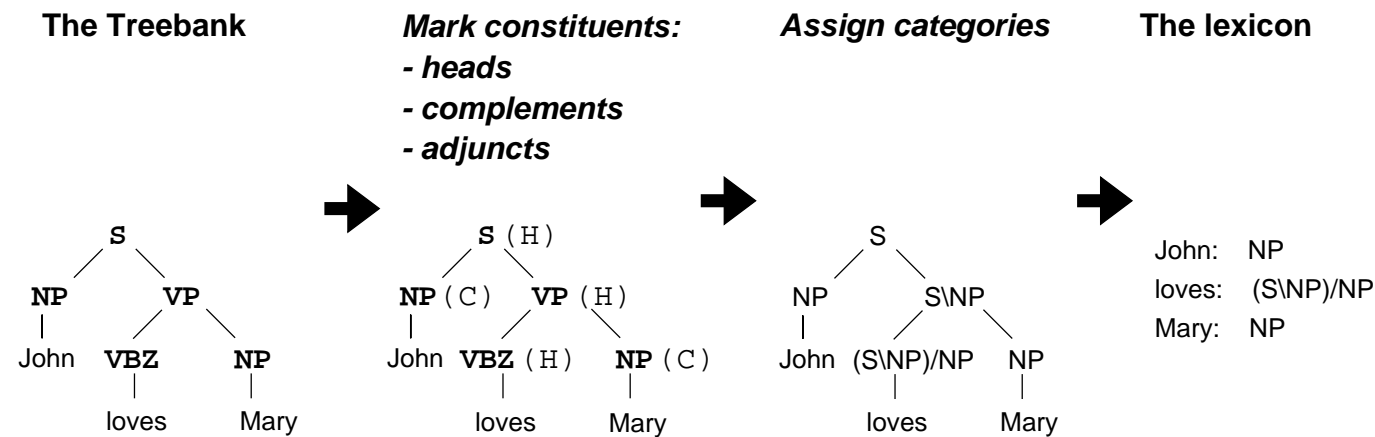 The Treebank
Mark constituents:
- heads
- complements
- adjuncts
Assign categories
The lexicon
S
NP VP
John VBZ NP
loves Mary
S (H)
NP (C) VP (H)
John VBZ (H) NP (C)
loves Mary
S
NP S\NP
John (S\NP)/NP NP
loves Mary
John: NP
loves: (S\NP)/NP
Mary: NP